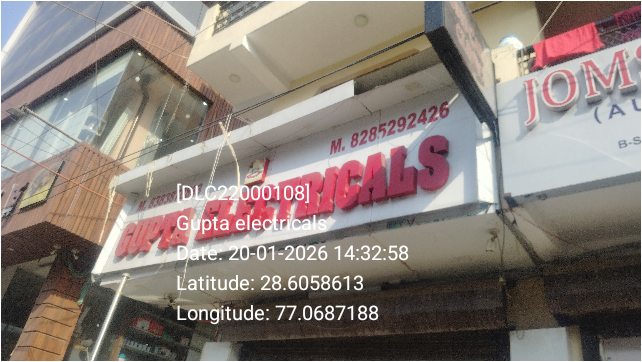 M. 8285292426
GUPTA ELECTRICALS
JOMS
(A
B-S
[DLC22000108]
Gupta electricals
Date: 20-01-2026 14:32:58
Latitude: 28.6058613
Longitude: 77.0687188